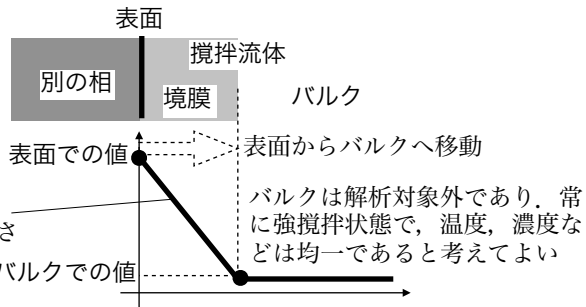 表面
撹拌流体
別の相
境膜
バルク
表面での値
表面からバルクへ移動
バルクは解析対象外であり．常
に強撹拌状態で，温度，濃度な
どは均一であると考えてよい
さ
バルクでの値